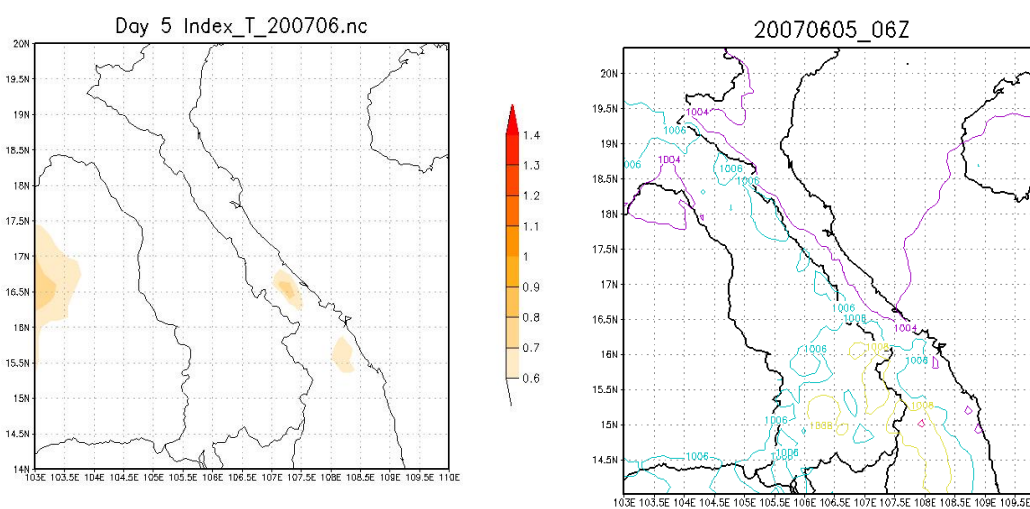 Day 5 Index_T_200706.nc
20N
19.5N
19N
18.5N
18N
17.5N
17N
16.5N
16N
15.5N
15N
14.5N
14N
103E 103.5E 104E 104.5E 105E 105.5E 106E 106.5E 107E 107.5E 108E 108.5E 109E 109.5E 110E
1.4
1.3
1.2
1.1
1
0.9
0.8
0.7
0.6
20070605_06Z
20N
19.5N
19N
18.5N
18N
17.5N
17N
16.5N
16N
15.5N
15N
14.5N
103E 103.5E 104E 104.5E 105E 105.5E 106E 106.5E 107E 107.5E 108E 108.5E 109E 109.5E
1004
1006
1006
1004
006
1006
1006
1006
1006
1004
1008
1006
1006
1006
1008
1006
1008
1006
1006